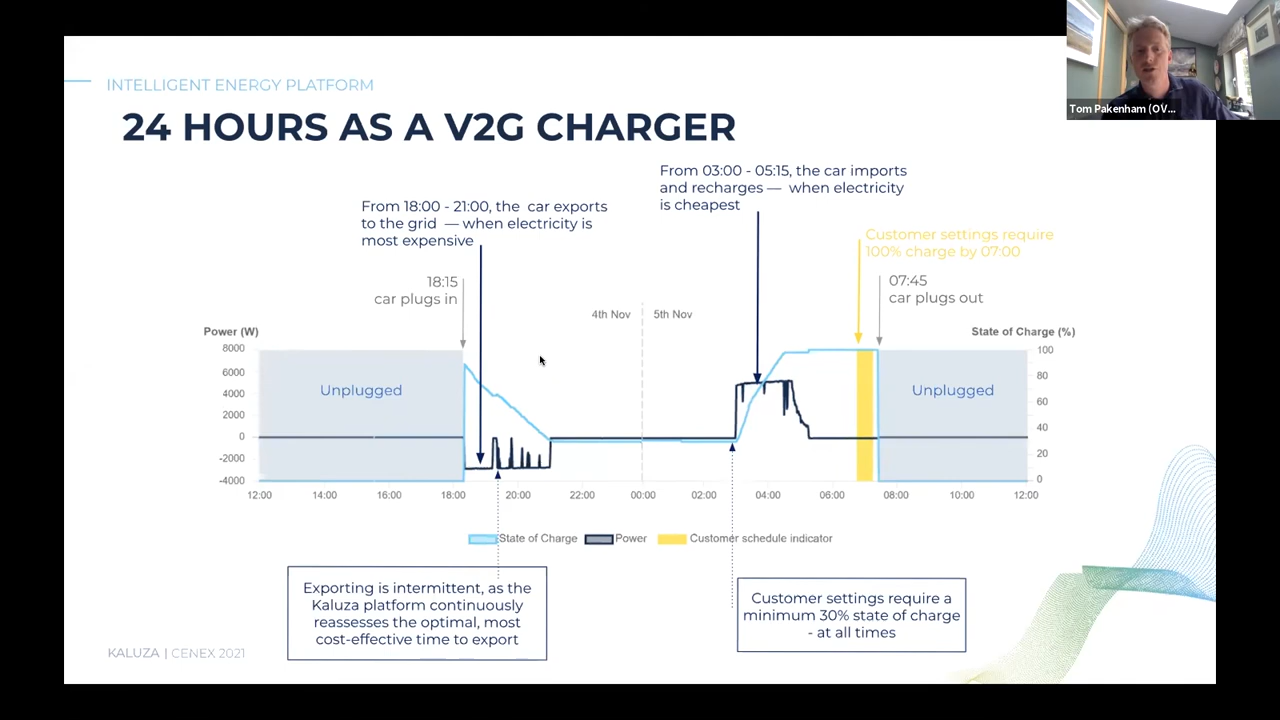 Tom Pakenham (OV...
INTELLIGENT ENERGY PLATFORM
24 HOURS AS A V2G CHARGER
From 03:00 - 05:15, the car imports
and recharges — when electricity
is cheapest
From 18:00 - 21:00, the car exports
to the grid — when electricity is
most expensive
Customer settings require
100% charge by 07:00
18:15
car plugs in
07:45
car plugs out
4th Nov
5th Nov
Power (W)
State of Charge (%)
8000
6000
4000
2000
0
-2000
-4000
100
80
60
40
20
0
Unplugged
Unplugged
12:00 14:00 16:00 18:00 20:00 22:00 00:00 02:00 04:00 06:00 08:00 10:00 12:00
State of Charge Power Customer schedule indicator
Exporting is intermittent, as the
Kaluza platform continuously
reassesses the optimal, most
cost-effective time to export
Customer settings require a
minimum 30% state of charge
- at all times
KALUZA | CENEX 2021